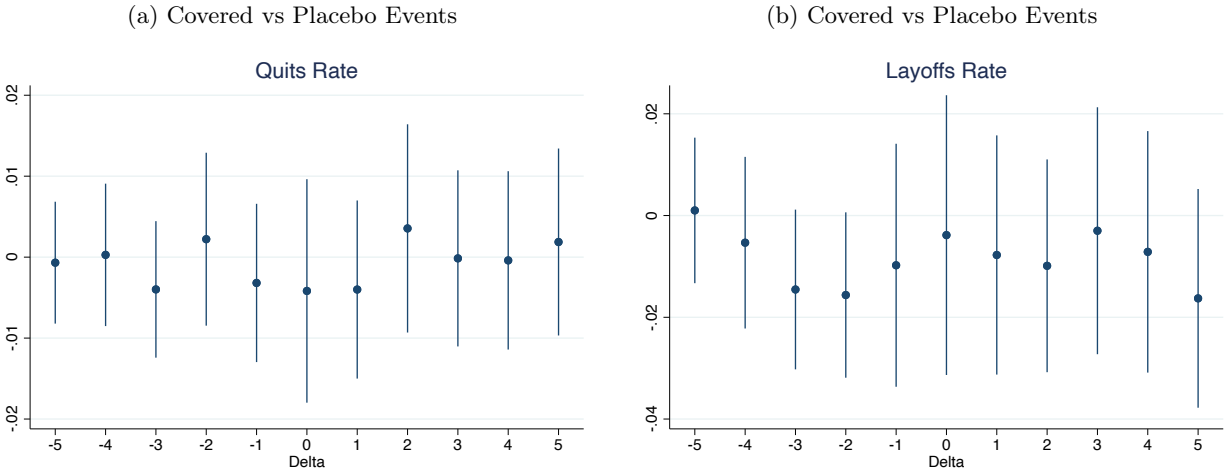 (a) Covered vs Placebo Events
Quits Rate
.02
.01
0
-.01
-.02
-5 -4 -3 -2 -1 0 1 2 3 4 5
Delta
(b) Covered vs Placebo Events
Layoffs Rate
.02
0
-.02
-.04
-5 -4 -3 -2 -1 0 1 2 3 4 5
Delta